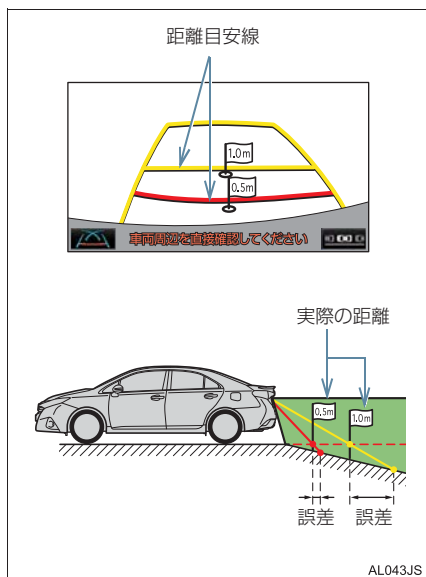 距離目安線
1.0m
0.5m
車両周辺を直接確認してください
実際の距離
0.5m
1.0m
誤差 誤差
AL043JS